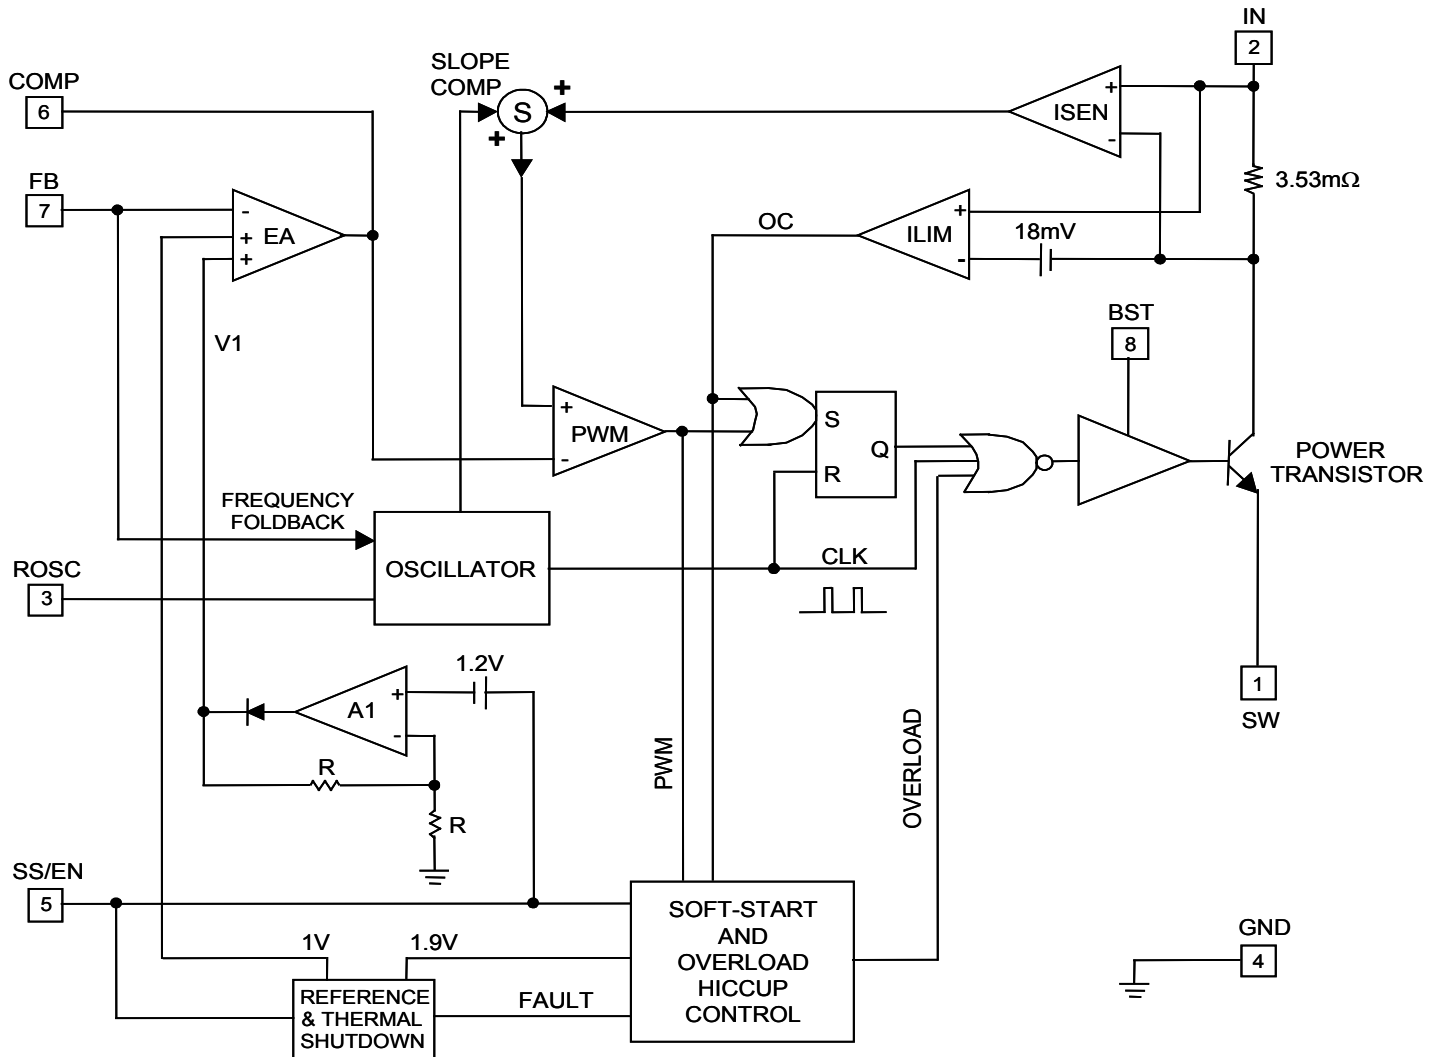 IN
2
SLOPE
COMP
+
COMP
6
S
+
ISEN
+
-
FB
7
EA
-
+
+
3.53mΩ
OC
ILIM
+
-
18mV
V1
BST
8
PWM
+
-
S
Q
R
POWER
TRANSISTOR
FREQUENCY
FOLDBACK
OSCILLATOR
CLK
ROSC
3
1.2V
A1
+
-
1
SW
PWM
OVERLOAD
R
R
SS/EN
5
SOFT-START
AND
OVERLOAD
HICCUP
CONTROL
1V
1.9V
GND
4
REFERENCE
& THERMAL
SHUTDOWN
FAULT